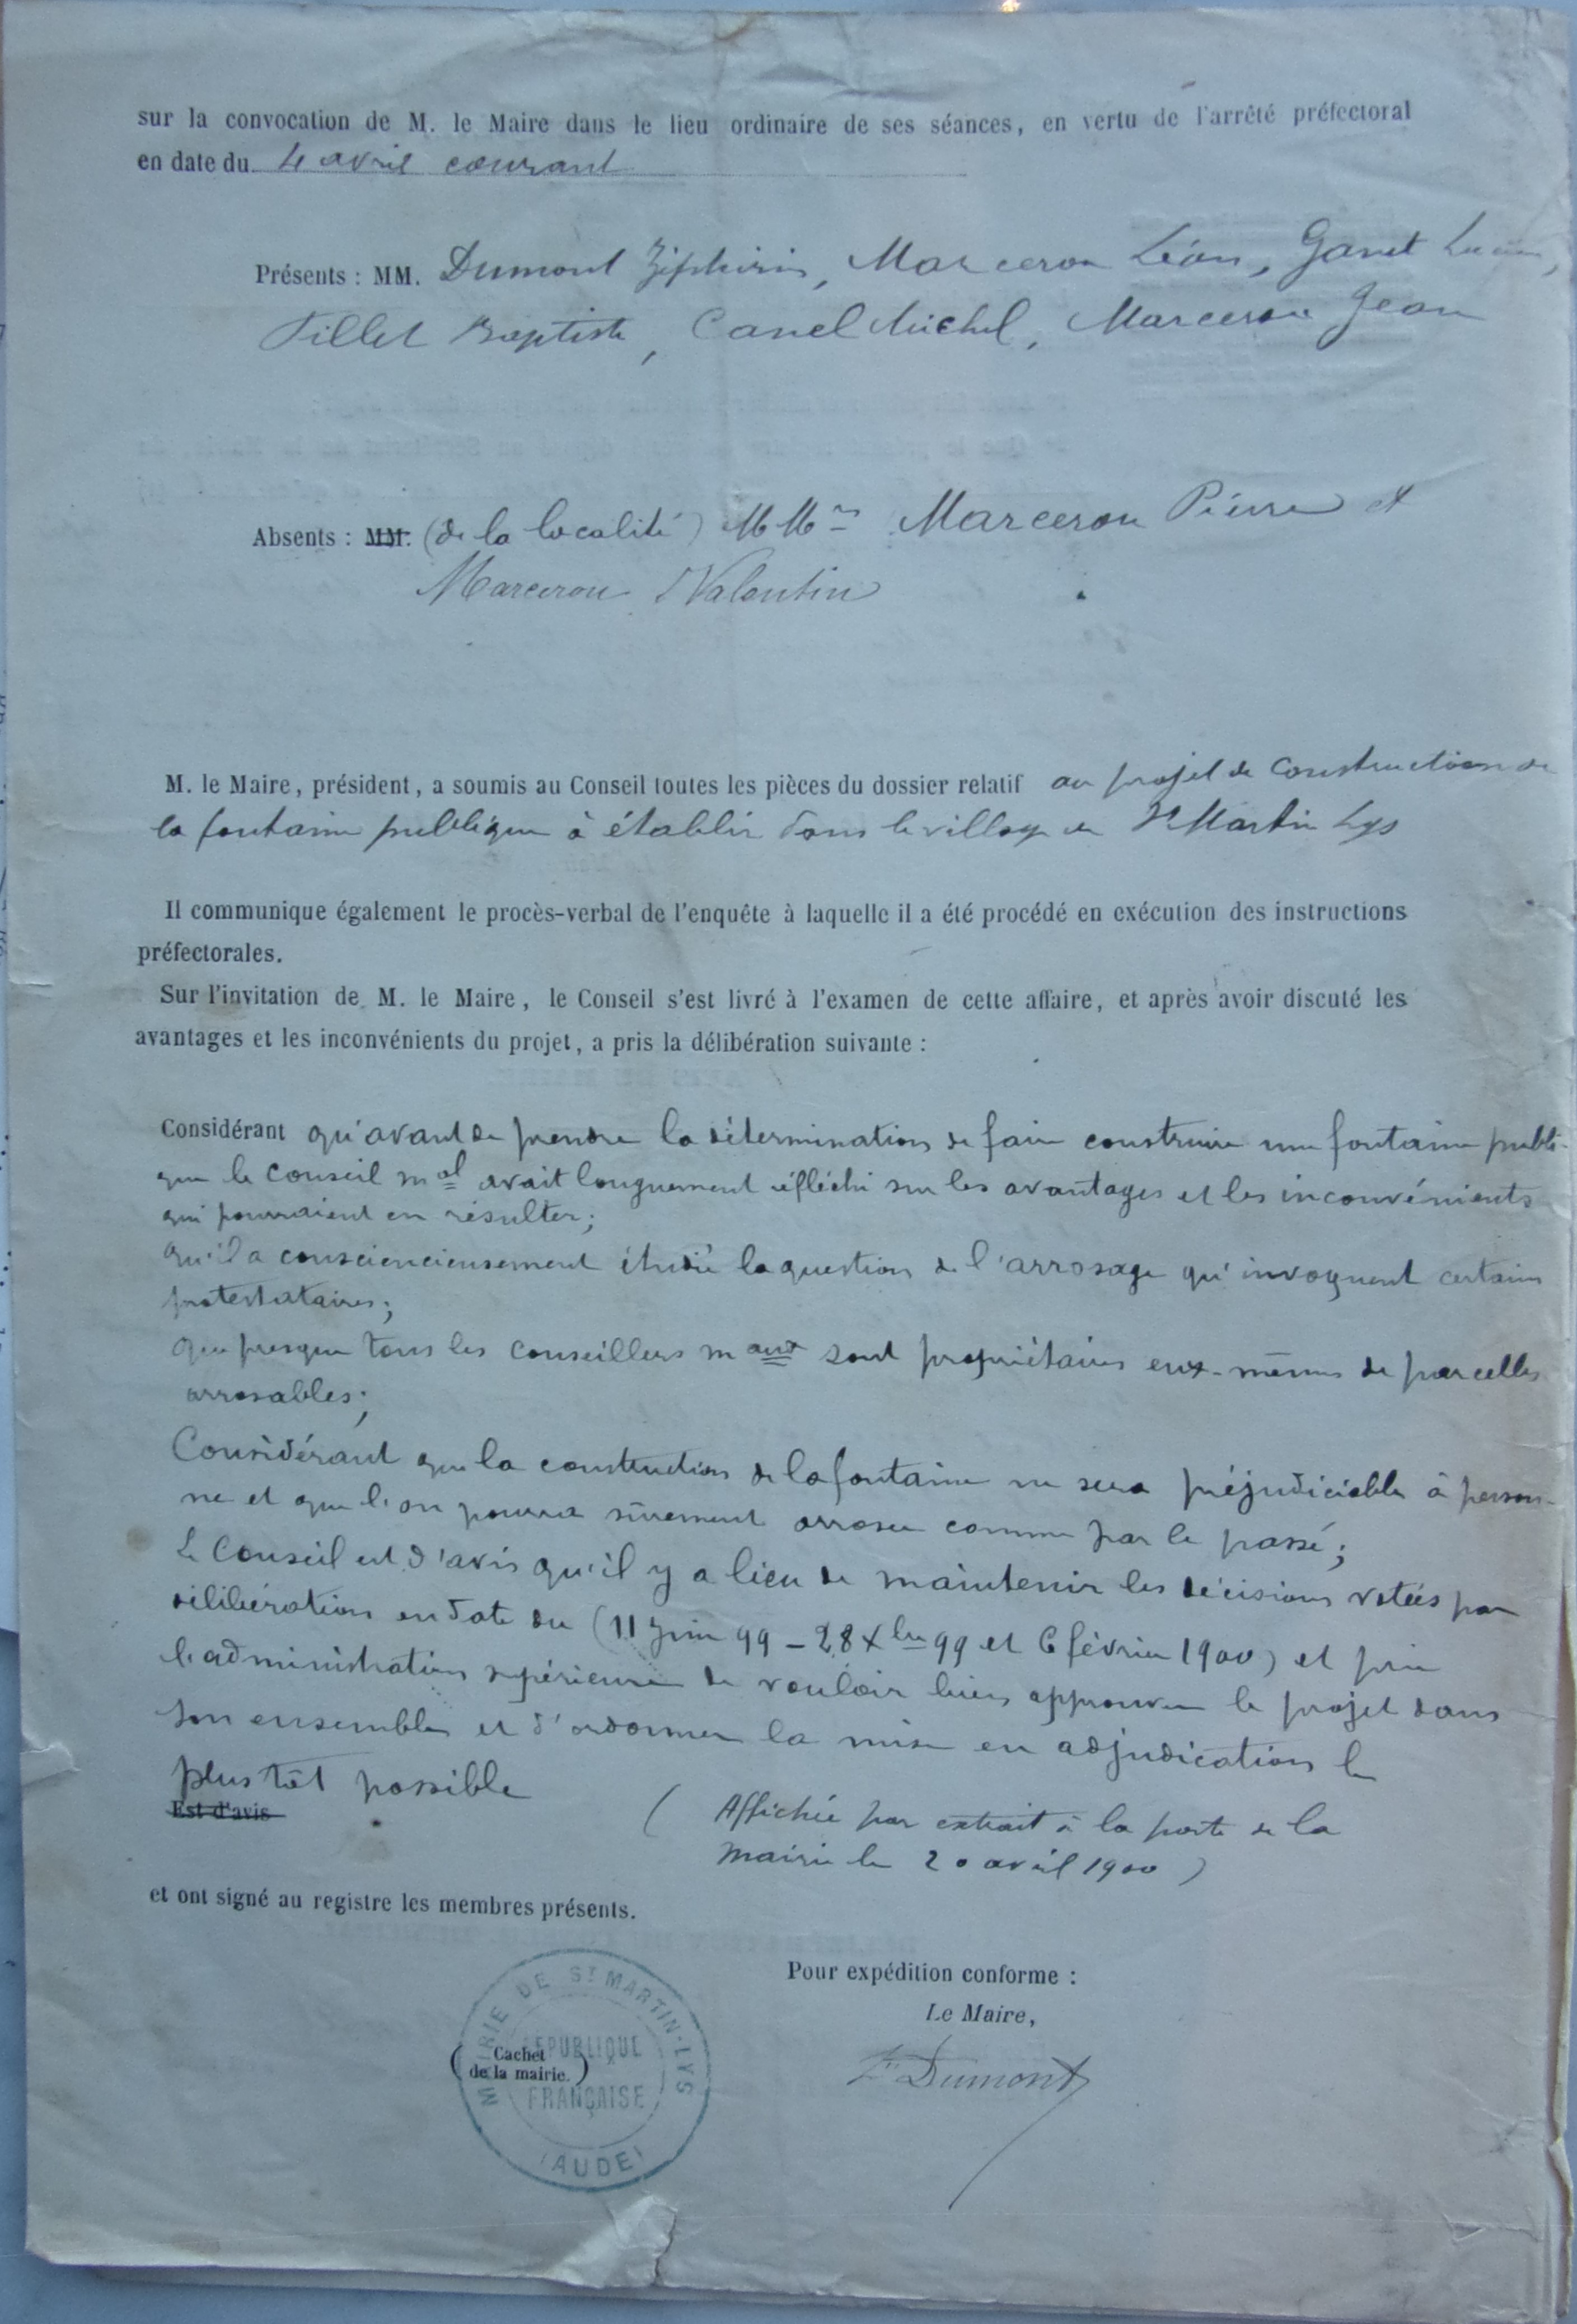 sur la convocation de M. le Maire dans le lieu ordinaire de ses séances, en vertu de l'arrêté préfectoral
en date du 4 avril courant
Présents : MM. Dumont Zéphirin, Marcerou Léon, Ganet Lucien,
Tillet Baptiste, Canel Michel, Marcerou Jean
Absents : MM. (de la localité) MMrs Marcerou Pierre et
Marcerou Valentin
M. le Maire, président, a soumis au Conseil toutes les pièces du dossier relatif au projet de construction de
la fontaine publique à établir dans le village de St Martin Lys
Il communique également le procès-verbal de l'enquête à laquelle il a été procédé en exécution des instructions
préfectorales.
Sur l'invitation de M. le Maire, le Conseil s'est livré à l'examen de cette affaire, et après avoir discuté les
avantages et les inconvénients du projet, a pris la délibération suivante :
Considérant qu'avant de prendre la détermination de faire construire une fontaine publi-
que le conseil mal avait longuement réfléchi sur les avantages et les inconvénients
qui pourraient en résulter;
qu'il a consciencieusement étudié la question de l'arrosage qu'invoquent certains
protestataires;
que presque tous les conseillers maux sont propriétaires eux-mêmes de parcelles
arrosables;
Considérant que la construction de la fontaine ne sera préjudiciable à person-
ne et que l'on pourra sûrement arroser comme par le passé;
Le Conseil est d'avis qu'il y a lieu de maintenir les décisions votées par
délibérations en date du (11 Juin 99 - 28 Xbre 99 et 6 février 1900) et prie
l'administration supérieure de vouloir bien approuver le projet dans
son ensemble et d'ordonner la mise en adjudication le
plus tôt possible
Est d'avis
( Affichée par extrait à la porte de la
mairie le 20 avril 1900 )
et ont signé au registre les membres présents.
Pour expédition conforme :
Le Maire,
Zin Dumont
MAIRIE DE ST MARTIN-LYS
RÉPUBLIQUE
FRANÇAISE
(AUDE)
( Cachet
de la mairie. )